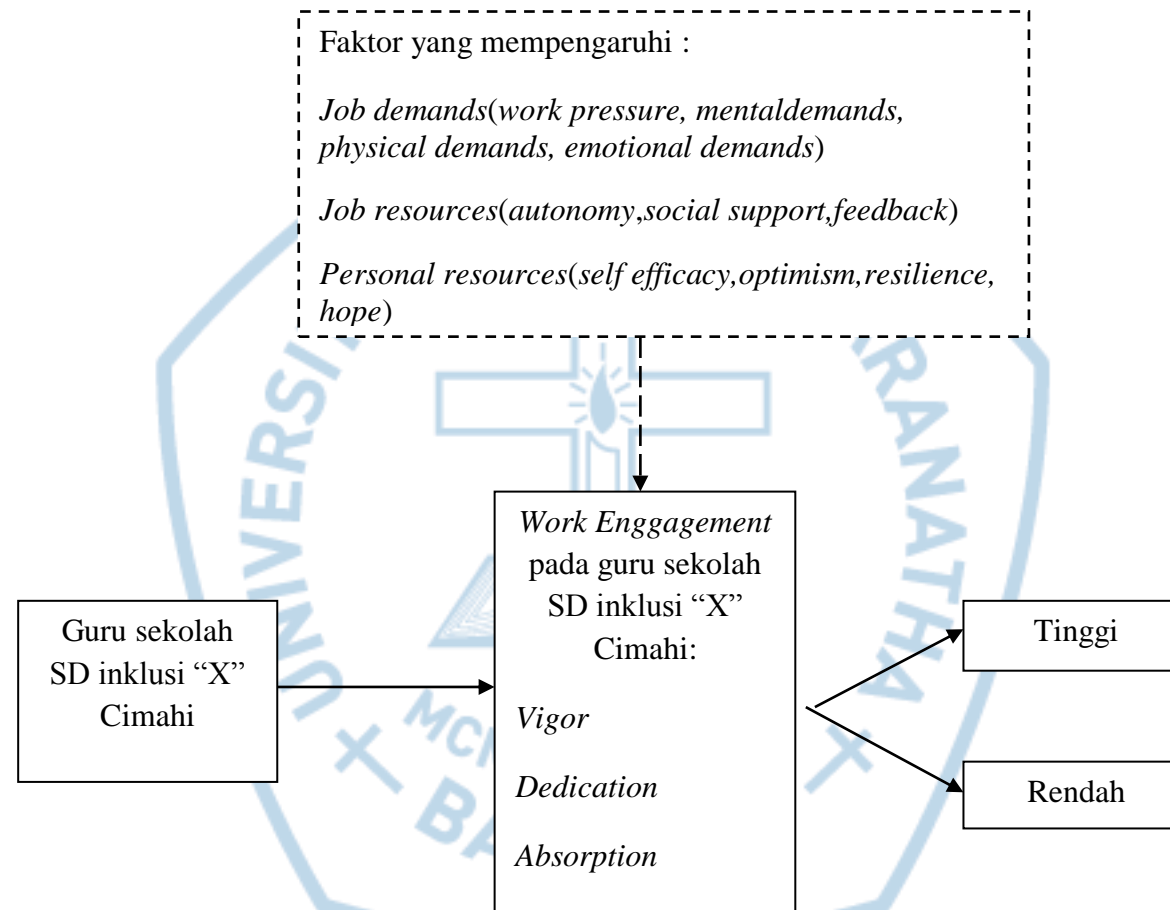 Faktor yang mempengaruhi :
Job demands(work pressure, mentaldemands,
physical demands, emotional demands)
Job resources(autonomy,social support,feedback)
Personal resources(self efficacy,optimism,resilience,
hope)
Work Enggagement
pada guru sekolah
SD inklusi “X”
Cimahi:
Vigor
Dedication
Absorption
Guru sekolah
SD inklusi “X”
Cimahi
Tinggi
Rendah